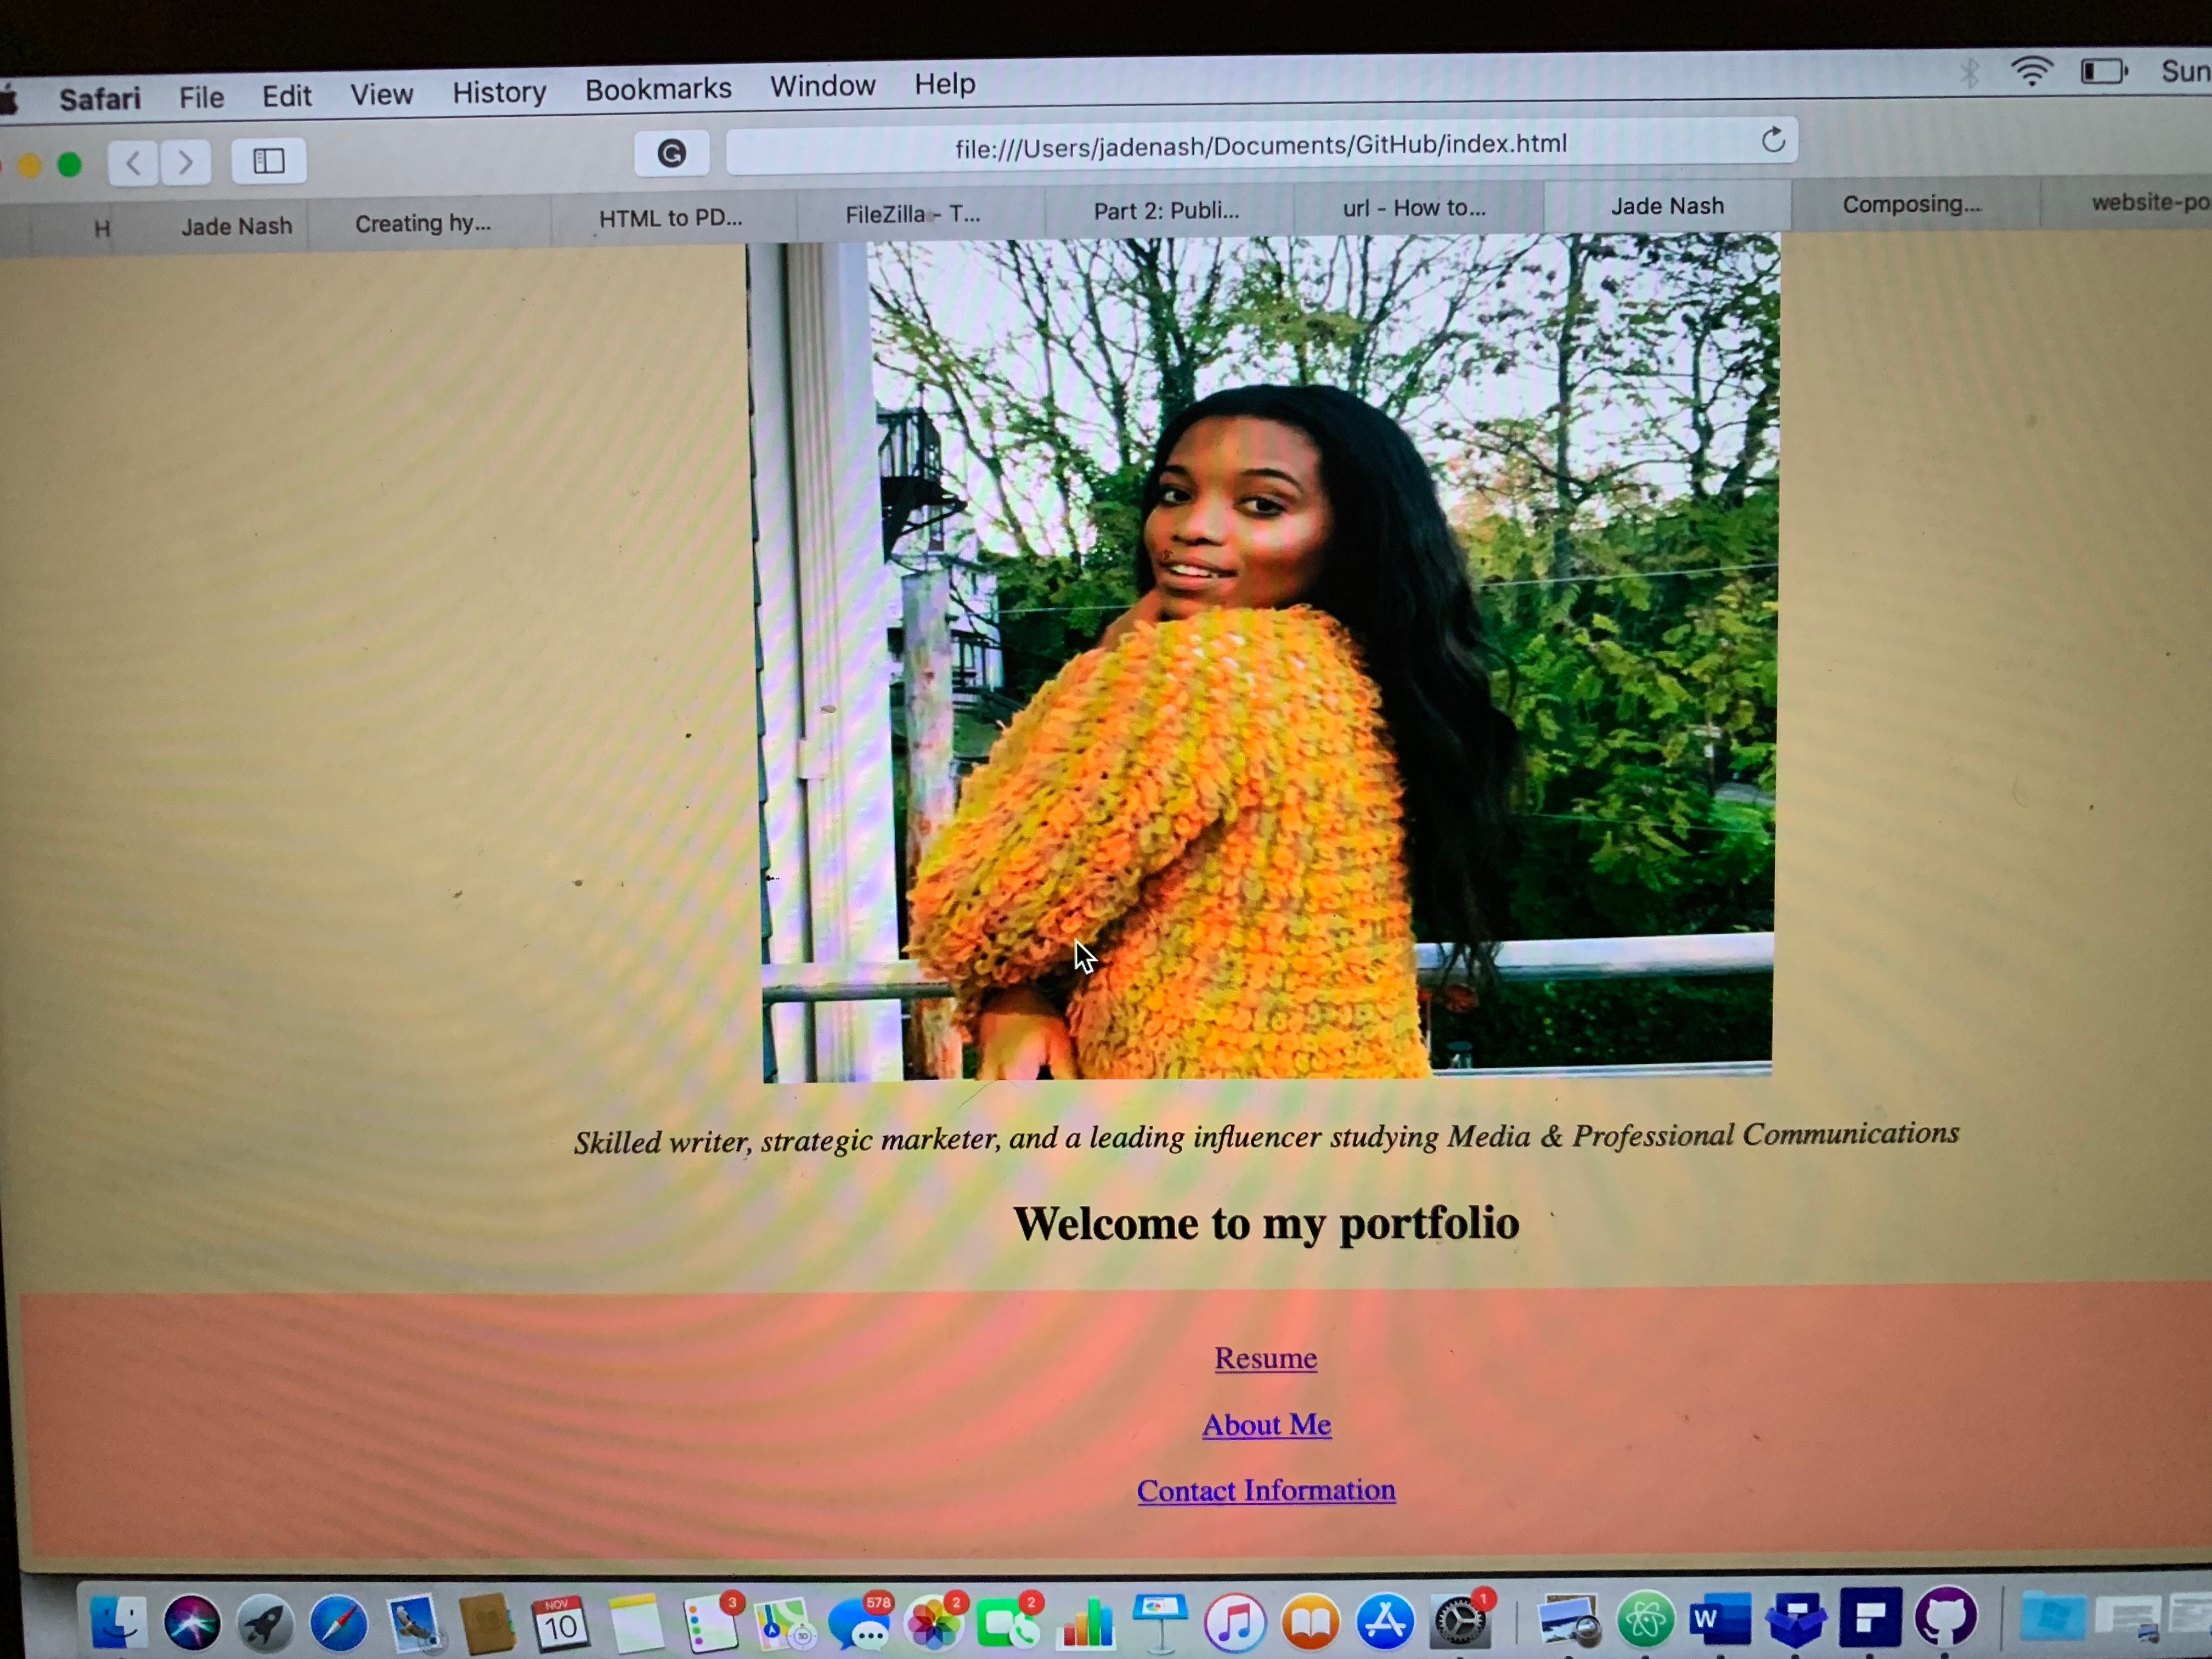 Safari File Edit View History Bookmarks Window Help Sun
file:///Users/jadenash/Documents/GitHub/index.html
H Jade Nash Creating hy... HTML to PD... FileZilla - T... Part 2: Publi... url - How to... Jade Nash Composing... website-po
Skilled writer, strategic marketer, and a leading influencer studying Media & Professional Communications
Welcome to my portfolio
Resume
About Me
Contact Information
NOV
10
3
3D
578
2
2
1
W